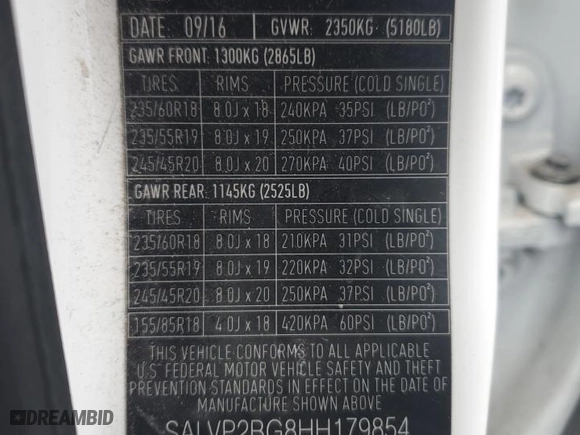 DATE: 09/16 GVWR: 2350KG (5180LB)
GAWR FRONT: 1300KG (2865LB)
TIRES RIMS PRESSURE (COLD SINGLE)
235/60R18 8.0J x 18 240KPA 35PSI (LB/PO²)
235/55R19 8.0J x 19 250KPA 37PSI (LB/PO²)
245/45R20 8.0J x 20 270KPA 40PSI (LB/PO²)
GAWR REAR: 1145KG (2525LB)
TIRES RIMS PRESSURE (COLD SINGLE)
235/60R18 8.0J x 18 210KPA 31PSI (LB/PO²)
235/55R19 8.0J x 19 220KPA 32PSI (LB/PO²)
245/45R20 8.0J x 20 250KPA 37PSI (LB/PO²)
155/85R18 4.0J x 18 420KPA 60PSI (LB/PO²)
THIS VEHICLE CONFORMS TO ALL APPLICABLE
U.S FEDERAL MOTOR VEHICLE SAFETY AND THEFT
PREVENTION STANDARDS IN EFFECT ON THE DATE OF
MANUFACTURE SHOWN ABOVE
SALVP2BG8HH179854
DREAMBID